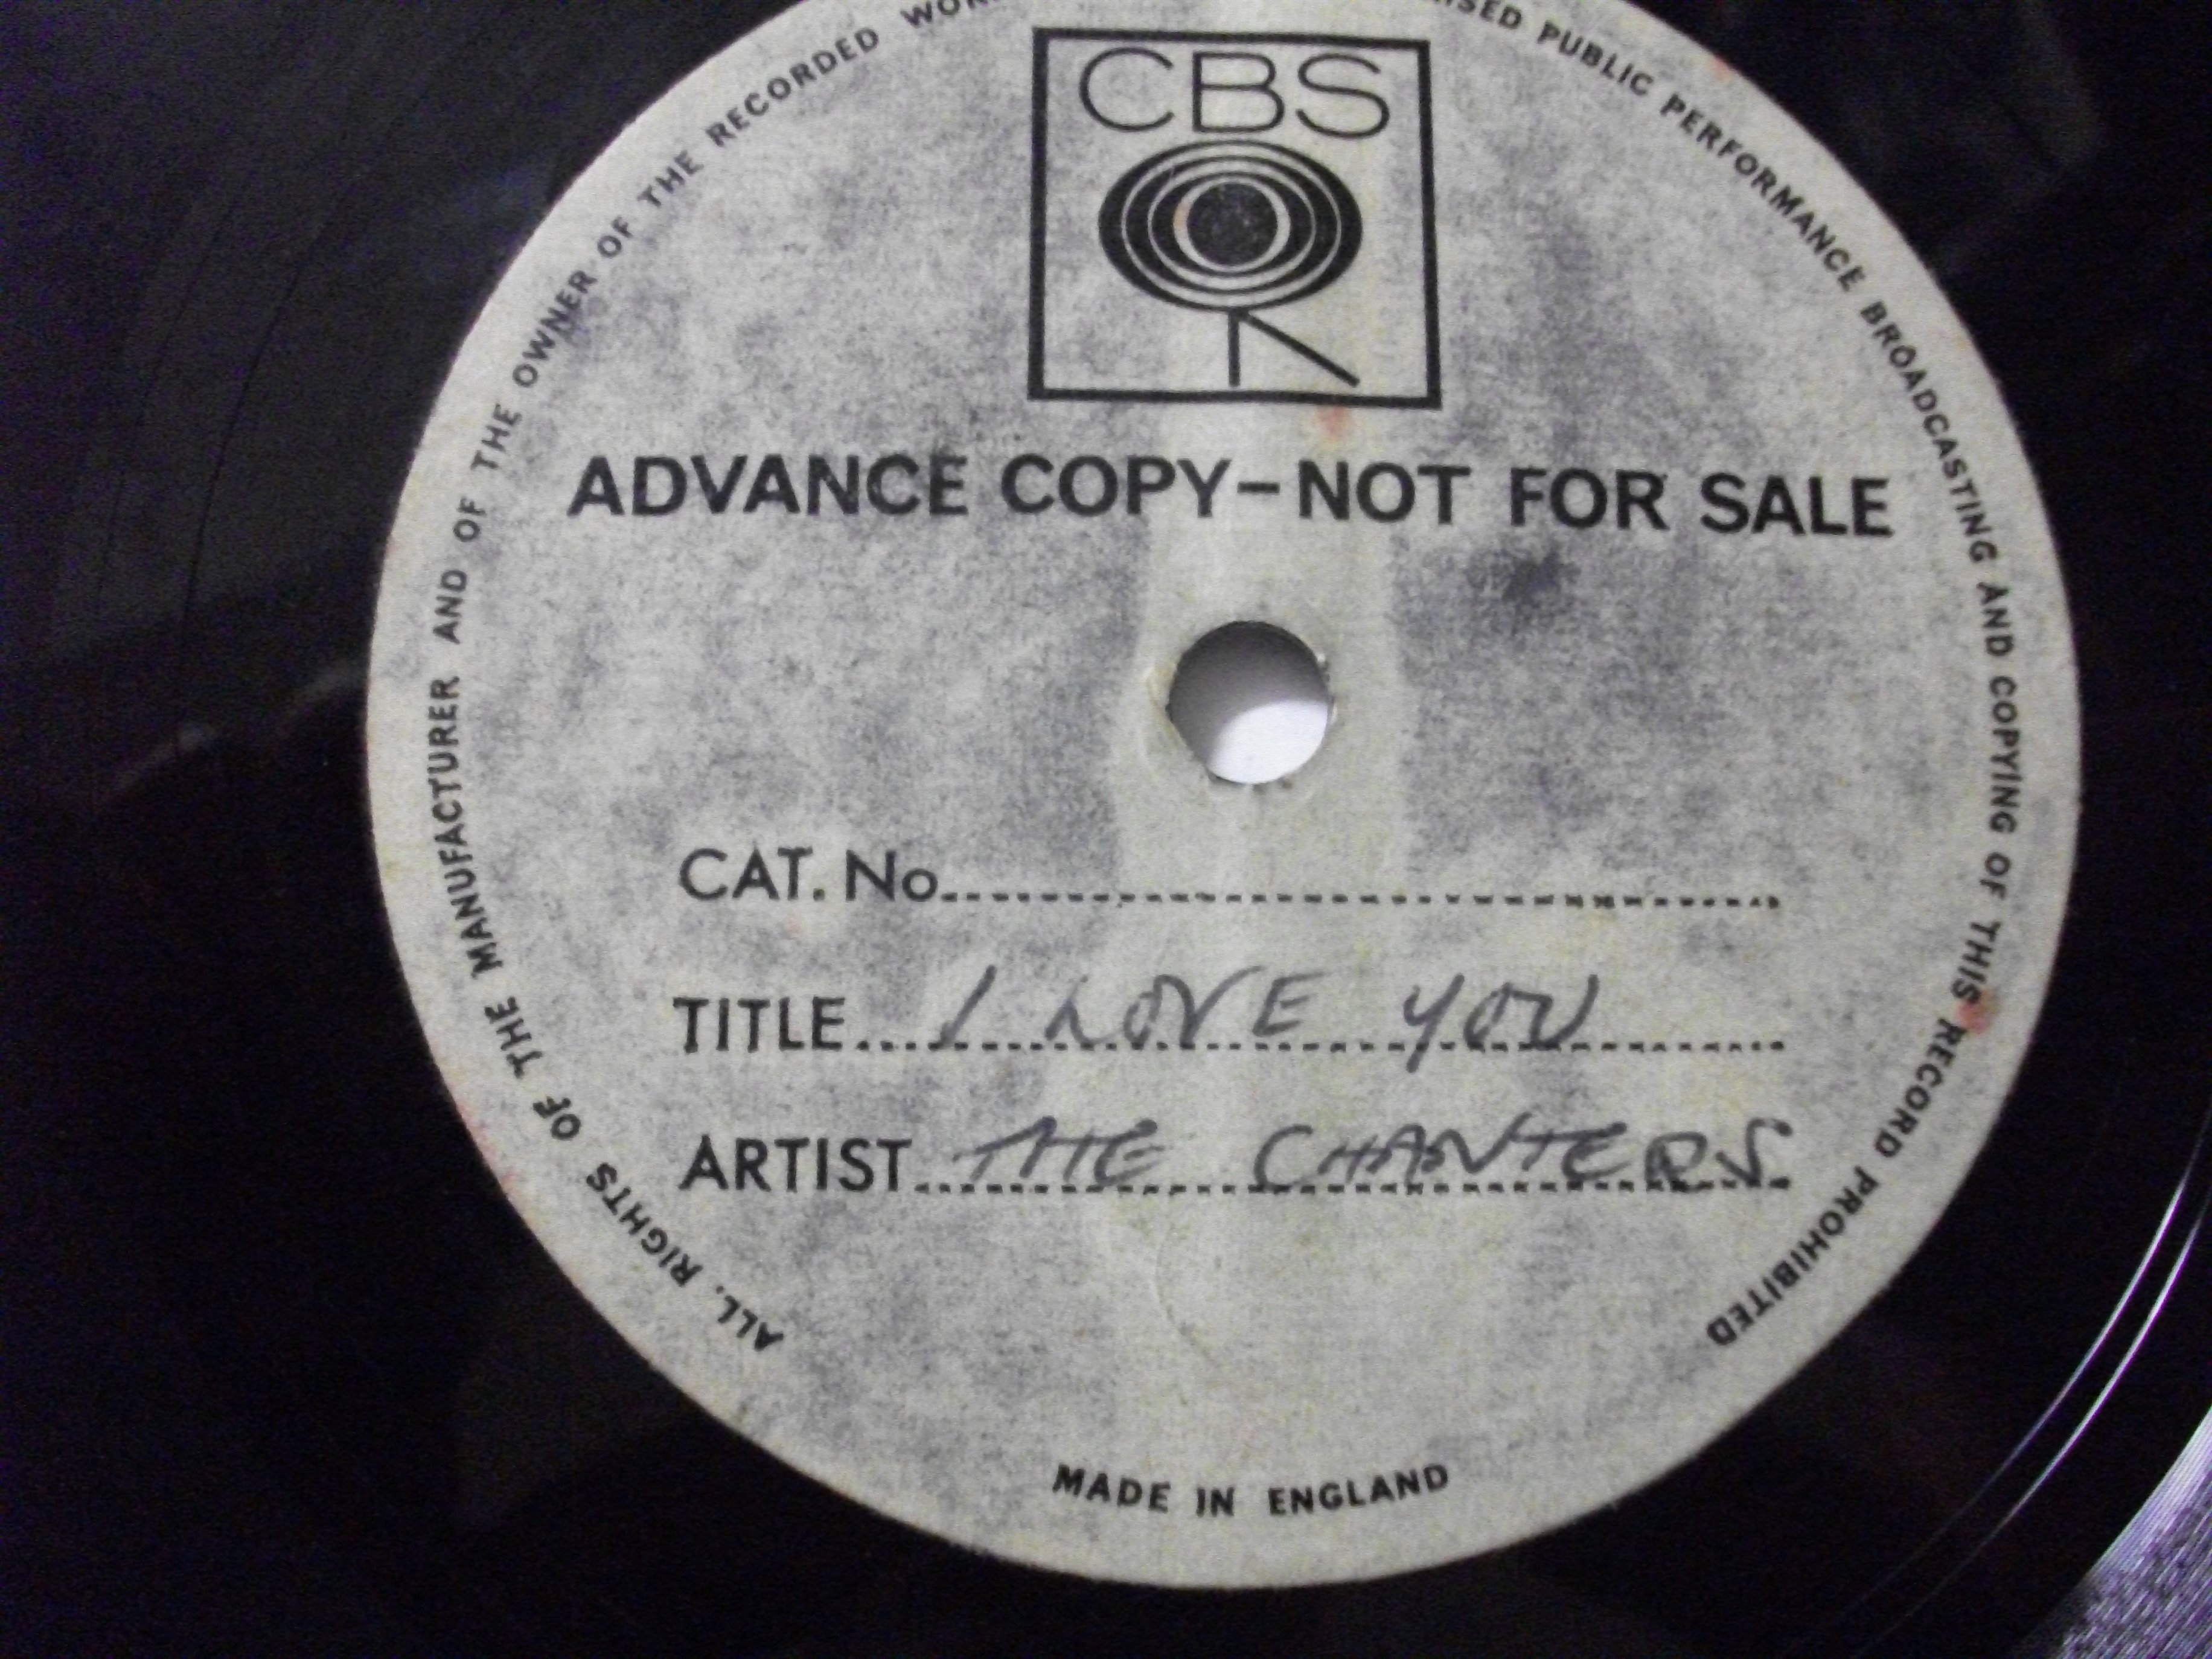 CBS
ADVANCE COPY–NOT FOR SALE
CAT. No
TITLE I LOVE YOU
ARTIST THE CHANTERS
MADE IN ENGLAND
ALL. RIGHTS OF THE MANUFACTURER AND OF THE OWNER OF THE RECORDED
PUBLIC PERFORMANCE BROADCASTING AND COPYING OF THIS RECORD PROHIBITED